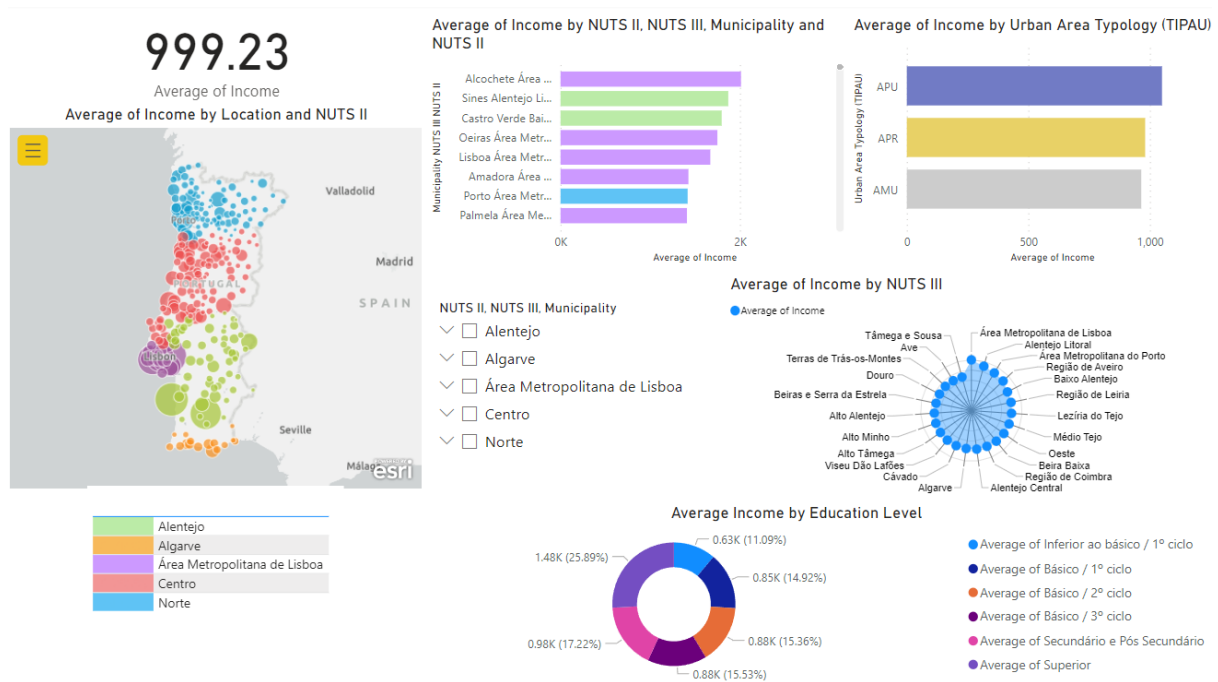 999.23
Average of Income
Average of Income by Location and NUTS II
Valladolid
Porto
Madrid
PORTUGAL
SPAIN
Lisbon
Seville
Málag
esri
Alentejo
Algarve
Área Metropolitana de Lisboa
Centro
Norte
Average of Income by NUTS II, NUTS III, Municipality and
NUTS II
Municipality NUTS III NUTS II
Alcochete Área ...
Sines Alentejo Li...
Castro Verde Bai...
Oeiras Área Metr...
Lisboa Área Metr...
Amadora Área ...
Porto Área Metr...
Palmela Área Me...
0K
2K
Average of Income
Average of Income by Urban Area Typology (TIPAU)
Urban Area Typology (TIPAU)
APU
APR
AMU
0
500
1,000
Average of Income
NUTS II, NUTS III, Municipality
Alentejo
Algarve
Área Metropolitana de Lisboa
Centro
Norte
Average of Income by NUTS III
Average of Income
Área Metropolitana de Lisboa
Alentejo Litoral
Área Metropolitana do Porto
Região de Aveiro
Baixo Alentejo
Região de Leiria
Lezíria do Tejo
Médio Tejo
Oeste
Beira Baixa
Região de Coimbra
Alentejo Central
Algarve
Cávado
Viseu Dão Lafões
Alto Tâmega
Alto Minho
Alto Alentejo
Beiras e Serra da Estrela
Douro
Terras de Trás-os-Montes
Ave
Tâmega e Sousa
Average Income by Education Level
0.63K (11.09%)
0.85K (14.92%)
0.88K (15.36%)
0.88K (15.53%)
0.98K (17.22%)
1.48K (25.89%)
Average of Inferior ao básico / 1º ciclo
Average of Básico / 1º ciclo
Average of Básico / 2º ciclo
Average of Básico / 3º ciclo
Average of Secundário e Pós Secundário
Average of Superior